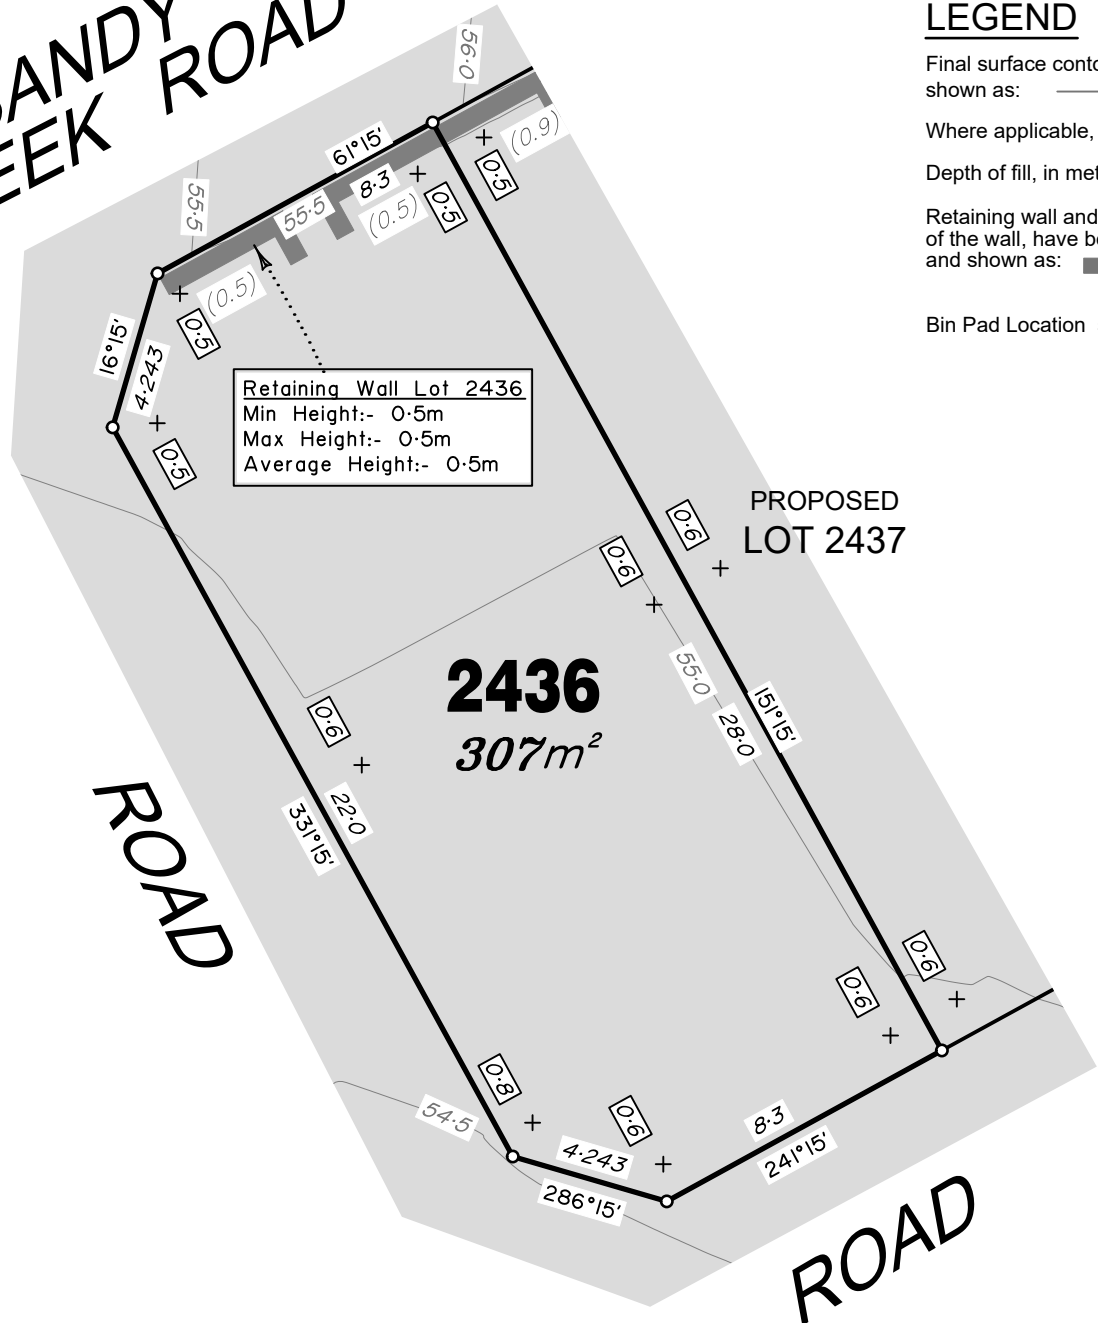 ROAD
LEGEND
shown as:
Where applicable,
Depth of fill, in
Retaining wall and
of the wall, have
and shown as:
Bin Pad Location
Final surface
56·0
55·5
61°15'
8·3
55·5
(0.5)
(0.9)
0·5
0·5
(0.5)
0·5
16°15'
4·243
0·5
Retaining Wall Lot 2436
Min Height:- 0·5m
Max Height:- 0·5m
Average Height:- 0·5m
PROPOSED
LOT 2437
0·6
0·6
2436
307m²
55·0
28·0
151°15'
0·6
22·0
331°15'
ROAD
0·6
0·6
0·8
0·6
54·5
4·243
286°15'
8·3
241°15'
ROAD